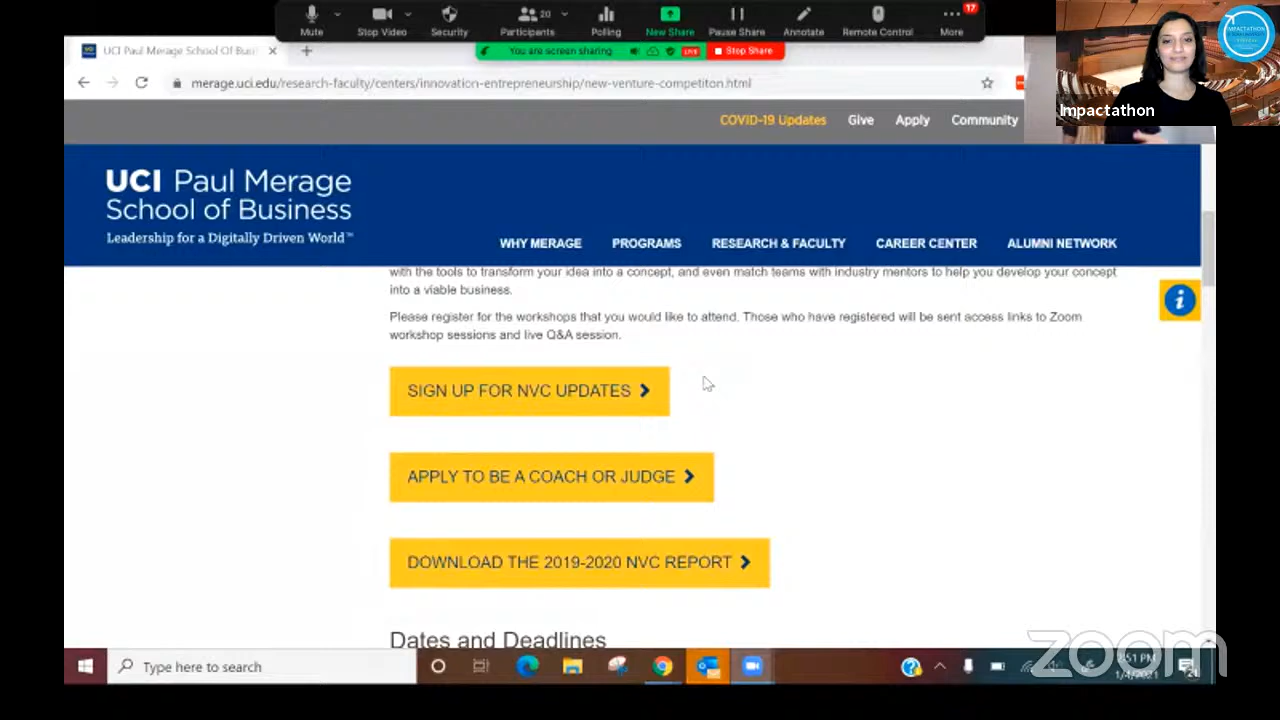 20
17
Mute
Stop Video
Security
Participants
Polling
New Share
Pause Share
Annotate
Remote Control
More
You are screen sharing
LIVE
Stop Share
UCI Paul Merage School Of Busi
merage.uci.edu/research-faculty/centers/innovation-entrepreneurship/new-venture-competiton.html
IMPACTATHON
Impactathon
COVID-19 Updates
Give
Apply
Community
UCI Paul Merage
School of Business
Leadership for a Digitally Driven World™
WHY MERAGE
PROGRAMS
RESEARCH & FACULTY
CAREER CENTER
ALUMNI NETWORK
with the tools to transform your idea into a concept, and even match teams with industry mentors to help you develop your concept
into a viable business.
Please register for the workshops that you would like to attend. Those who have registered will be sent access links to Zoom
workshop sessions and live Q&A session.
SIGN UP FOR NVC UPDATES
APPLY TO BE A COACH OR JUDGE
DOWNLOAD THE 2019-2020 NVC REPORT
Dates and Deadlines
Type here to search
:51 PM
1/4/2021
zoom